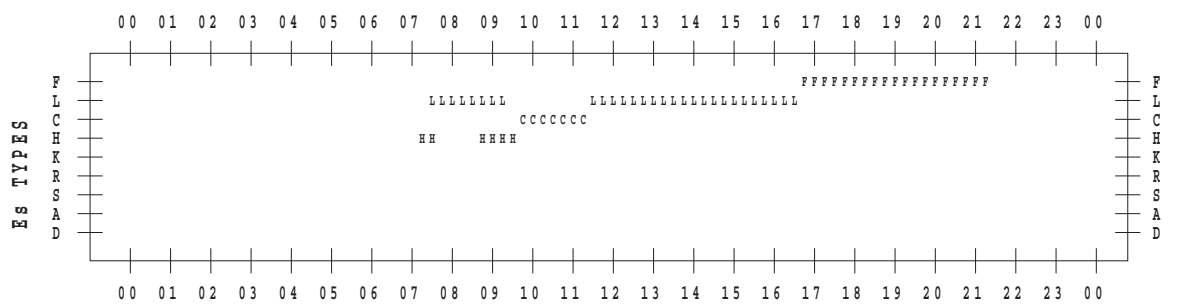 00 01 02 03 04 05 06 07 08 09 10 11 12 13 14 15 16 17 18 19 20 21 22 23 00
Es TYPES
F FFFFFFFFFFFFFFFFFFF F
L LLLLLLLL LLLLLLLLLLLLLLLLLLLLL L
C CCCCCCC C
H HH HHHH H
K K
R R
S S
A A
D D
00 01 02 03 04 05 06 07 08 09 10 11 12 13 14 15 16 17 18 19 20 21 22 23 00